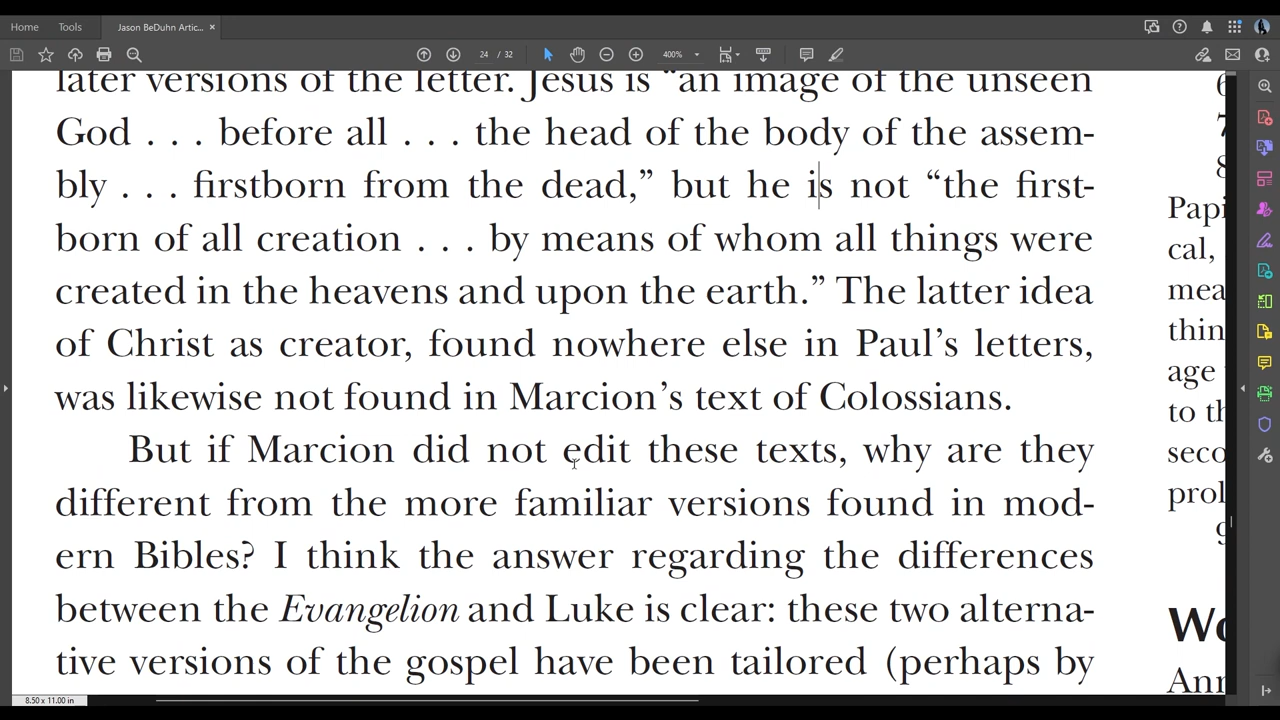 Home
Tools
Jason BeDuhn Artic... ×
24 / 32
400%
later versions of the letter. Jesus is “an image of the unseen
God . . . before all . . . the head of the body of the assem-
bly . . . firstborn from the dead,” but he is not “the first-
born of all creation . . . by means of whom all things were
created in the heavens and upon the earth.” The latter idea
of Christ as creator, found nowhere else in Paul’s letters,
was likewise not found in Marcion’s text of Colossians.
But if Marcion did not edit these texts, why are they
different from the more familiar versions found in mod-
ern Bibles? I think the answer regarding the differences
between the Evangelion and Luke is clear: these two alterna-
tive versions of the gospel have been tailored (perhaps by
7
8
Papi
cal,
mea
thin
age
to th
seco
prol
Wo
Ann
8.50 x 11.00 in